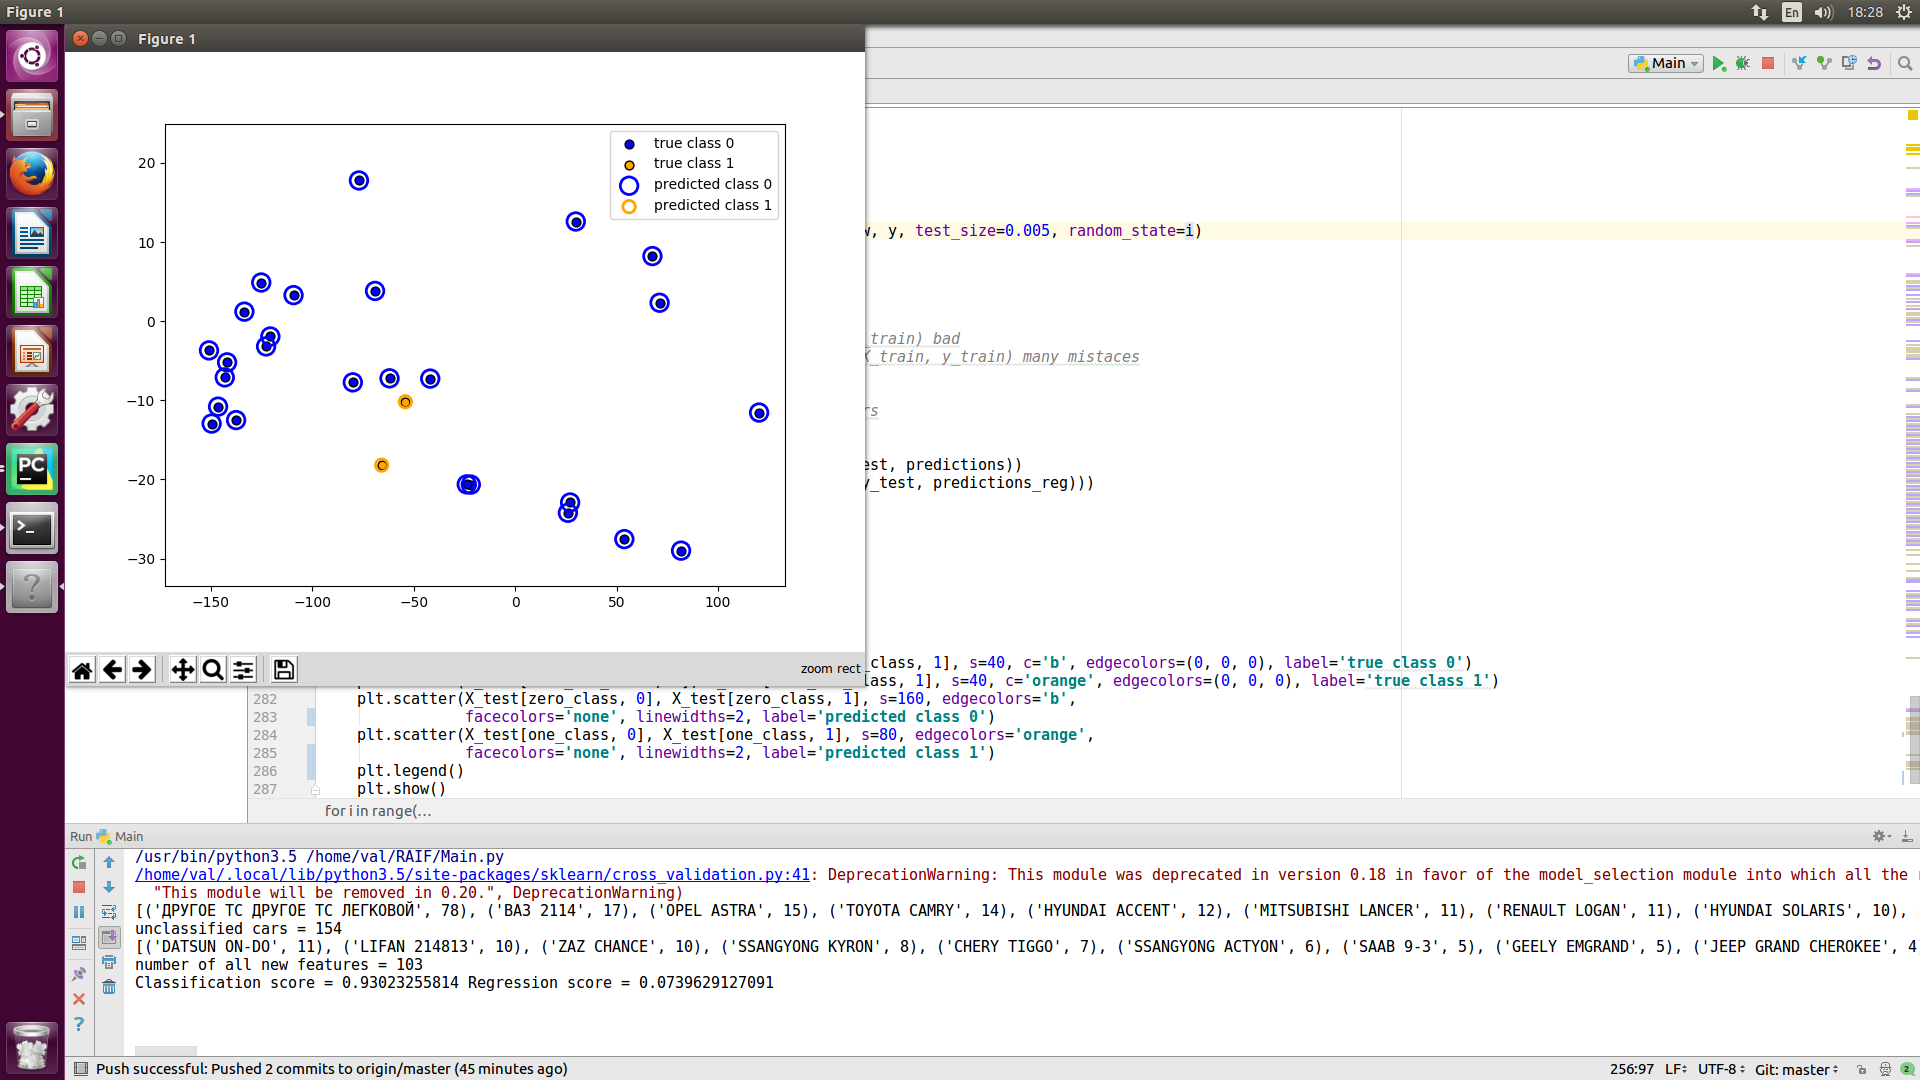 Figure 1
En
18:28
Figure 1
Main
true class 0
true class 1
predicted class 0
predicted class 1
20
10
0
−10
−20
−30
−150 −100 −50 0 50 100
zoom rect
, y, test_size=0.005, random_state=i)
_train) bad
_train, y_train) many mistaces
rs
est, predictions))
y_test, predictions_reg)))
_class, 1], s=40, c='b', edgecolors=(0, 0, 0), label='true class 0')
lass, 1], s=40, c='orange', edgecolors=(0, 0, 0), label='true class 1')
282 plt.scatter(X_test[zero_class, 0], X_test[zero_class, 1], s=160, edgecolors='b',
283 facecolors='none', linewidths=2, label='predicted class 0')
284 plt.scatter(X_test[one_class, 0], X_test[one_class, 1], s=80, edgecolors='orange',
285 facecolors='none', linewidths=2, label='predicted class 1')
286 plt.legend()
287 plt.show()
for i in range(...
Run Main
/usr/bin/python3.5 /home/val/RAIF/Main.py
/home/val/.local/lib/python3.5/site-packages/sklearn/cross_validation.py:41: DeprecationWarning: This module was deprecated in version 0.18 in favor of the model_selection module into which all the
"This module will be removed in 0.20.", DeprecationWarning)
[('ДРУГОЕ ТС ДРУГОЕ ТС ЛЕГКОВОЙ', 78), ('ВАЗ 2114', 17), ('OPEL ASTRA', 15), ('TOYOTA CAMRY', 14), ('HYUNDAI ACCENT', 12), ('MITSUBISHI LANCER', 11), ('RENAULT LOGAN', 11), ('HYUNDAI SOLARIS', 10),
unclassified cars = 154
[('DATSUN ON-DO', 11), ('LIFAN 214813', 10), ('ZAZ CHANCE', 10), ('SSANGYONG KYRON', 8), ('CHERY TIGGO', 7), ('SSANGYONG ACTYON', 6), ('SAAB 9-3', 5), ('GEELY EMGRAND', 5), ('JEEP GRAND CHEROKEE', 4
number of all new features = 103
Classification score = 0.93023255814 Regression score = 0.0739629127091
Push successful: Pushed 2 commits to origin/master (45 minutes ago)
256:97 LF UTF-8 Git: master 2